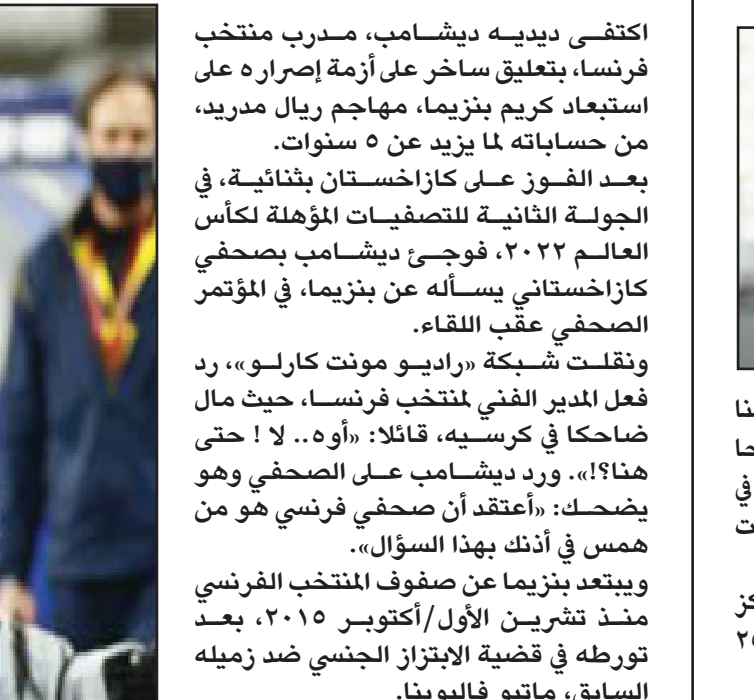 اكتفى ديديه ديشامب، مدرب منتخب
فرنسا، بتعليق ساخر على أزمة إصراره على
استبعاد كريم بنزيما، مهاجم ريال مدريد،
من حساباته لما يزيد عن ٥ سنوات.
بعد الفوز على كازاخستان بثنائية، في
الجولة الثانية للتصفيات المؤهلة لكأس
العالم ٢٠٢٢، فوجئ ديشامب بصحفي
كازاخستاني يسأله عن بنزيما، في المؤتمر
الصحفي عقب اللقاء.
ونقلت شبكة «راديو مونت كارلو»، رد
فعل المدير الفني لمنتخب فرنسا، حيث مال
ضاحكا في كرسيه، قائلا: «أوه.. لا ! حتى
هنا؟!». ورد ديشامب على الصحفي وهو
يضحك: «أعتقد أن صحفي فرنسي هو من
همس في أذنك بهذا السؤال».
ويبتعد بنزيما عن صفوف المنتخب الفرنسي
منذ تشرين الأول/أكتوبر ٢٠١٥، بعد
تورطه في قضية الابتزاز الجنسي ضد زميله
السابق، ماتيو فالبوينا.